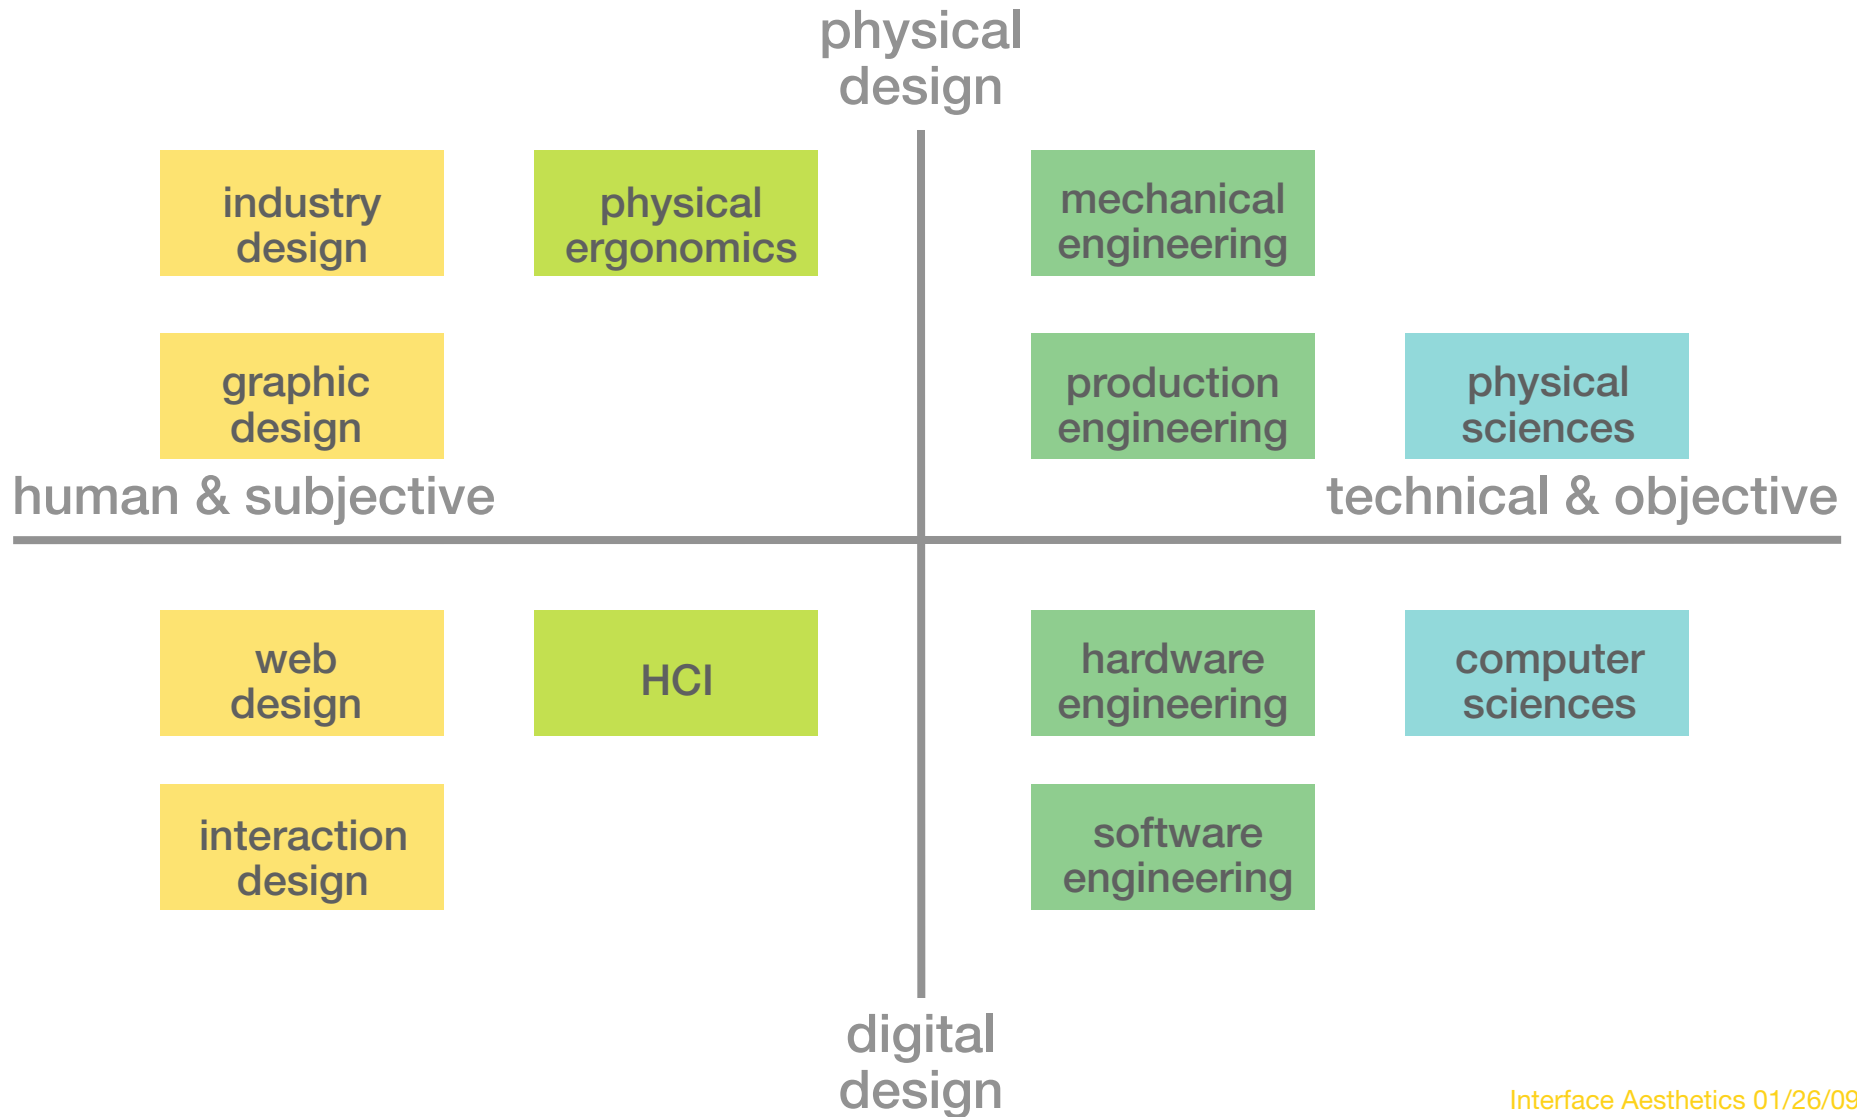 physical
design
industry
design
physical
ergonomics
mechanical
engineering
graphic
design
production
engineering
physical
sciences
human & subjective
technical & objective
web
design
HCI
hardware
engineering
computer
sciences
interaction
design
software
engineering
digital
design
Interface Aesthetics 01/26/09